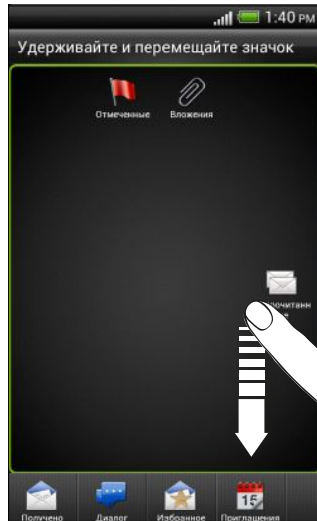 1:40 PM
Удерживайте и перемещайте значок
Отмеченные Вложения
15
Получено Диалог Избранное Приглашения